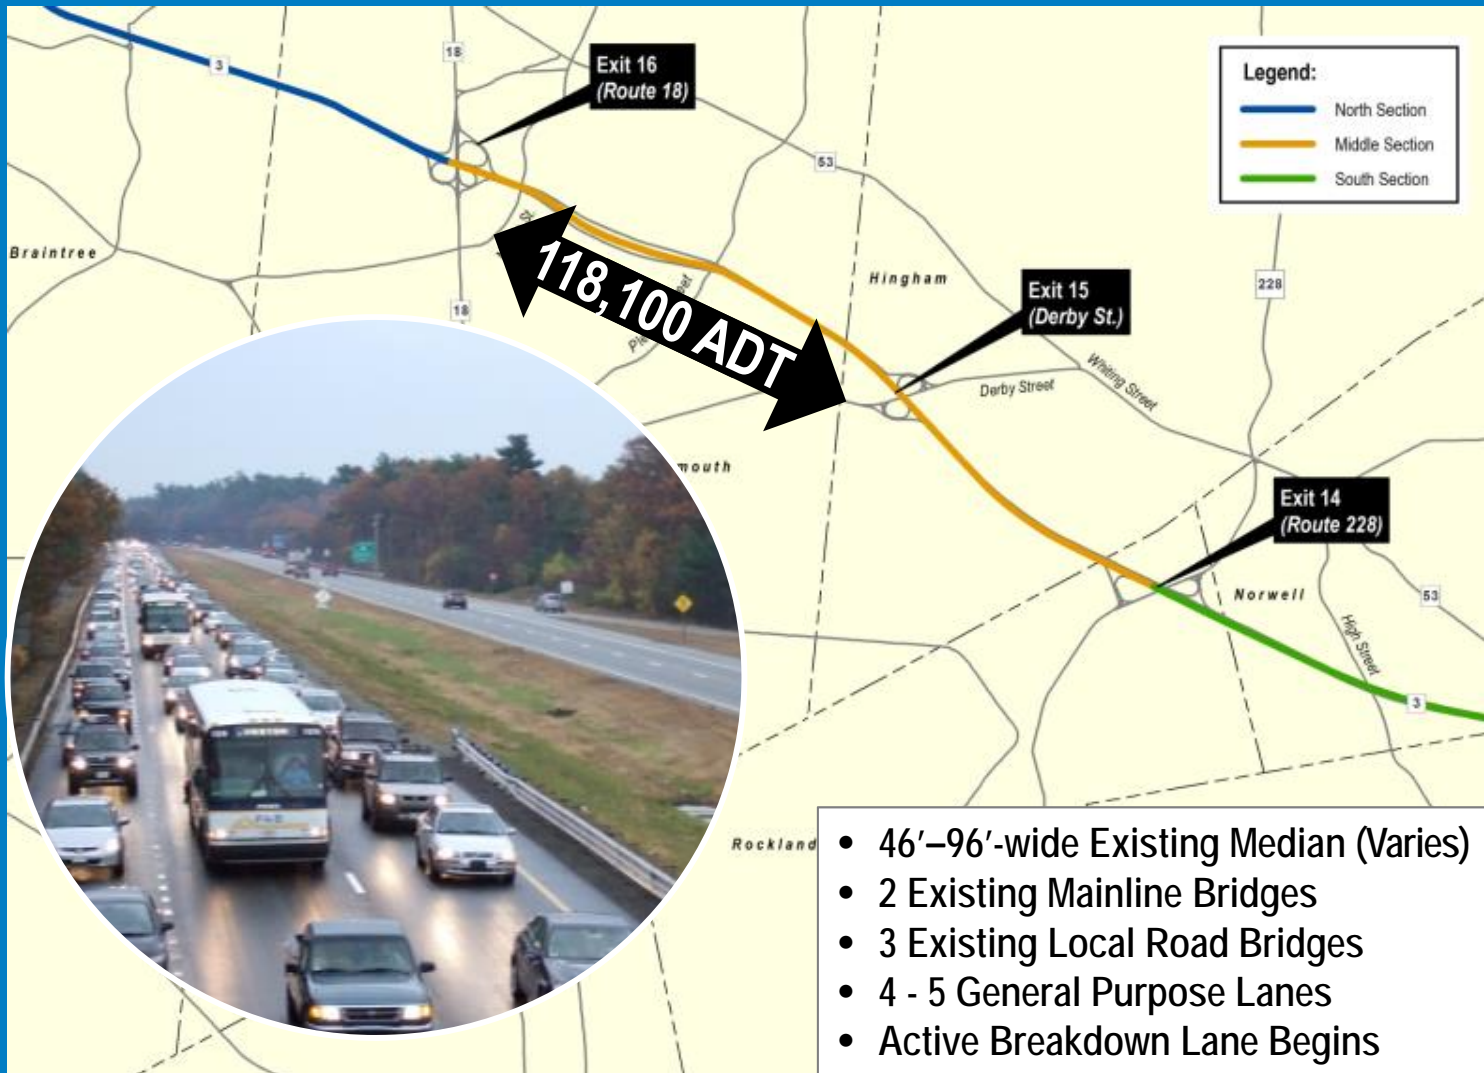 3
18
Exit 16
(Route 18)
Legend:
North Section
Middle Section
South Section
53
Braintree
St.
Hingham
228
18
118,100 ADT
Exit 15
(Derby St.)
Derby Street
Whiting Street
mouth
Exit 14
(Route 228)
Norwell
53
High Street
3
Rockland
• 46′–96′-wide Existing Median (Varies)
• 2 Existing Mainline Bridges
• 3 Existing Local Road Bridges
• 4 - 5 General Purpose Lanes
• Active Breakdown Lane Begins